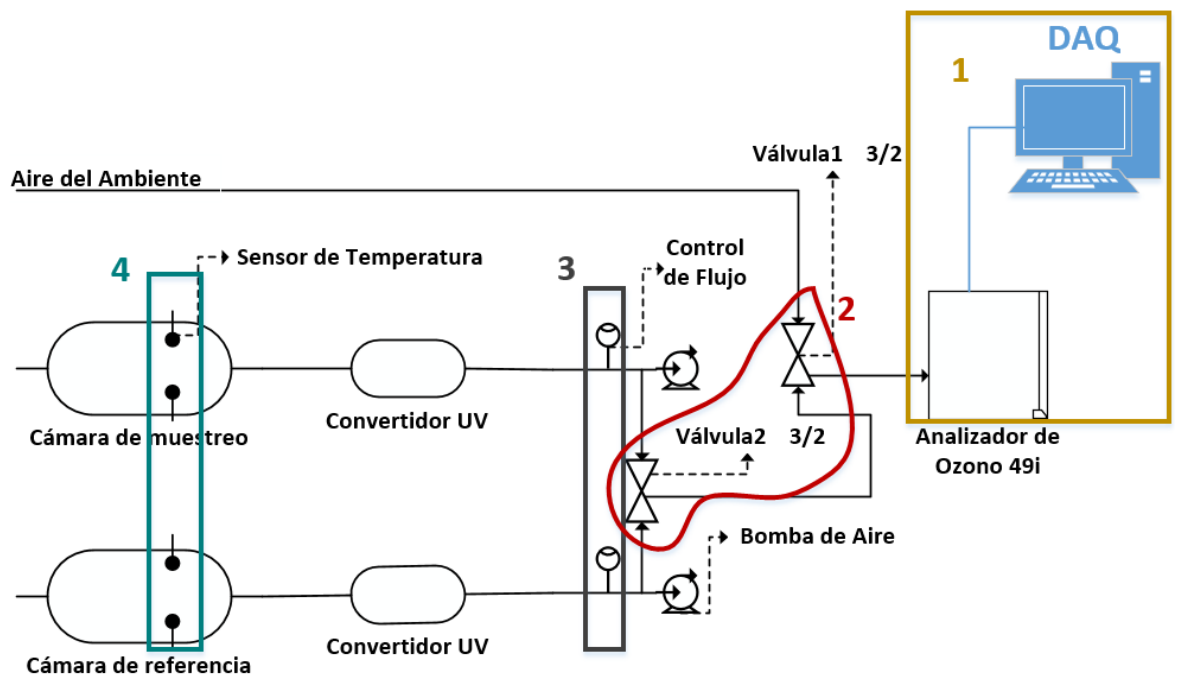 DAQ
1
Válvula1 3/2
Aire del Ambiente
Sensor de Temperatura
Control
de Flujo
4
3
2
Convertidor UV
Cámara de muestreo
Válvula2 3/2
Analizador de
Ozono 49i
Bomba de Aire
Convertidor UV
Cámara de referencia